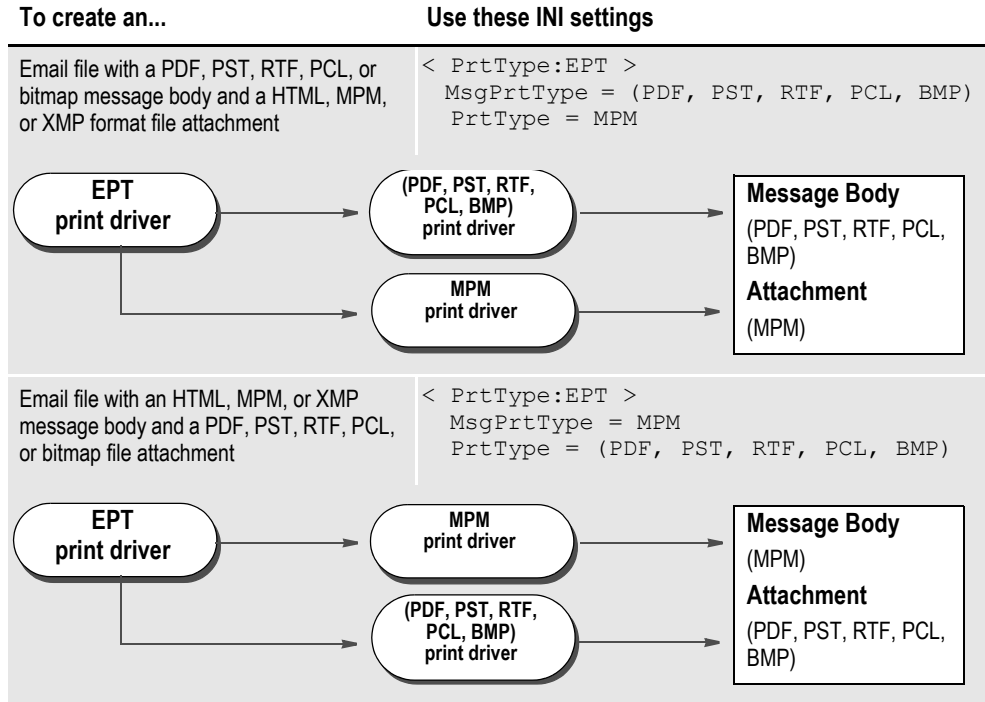 To create an...
Use these INI settings
Email file with a PDF, PST, RTF, PCL, or
bitmap message body and a HTML, MPM,
or XMP format file attachment
< PrtType:EPT >
MsgPrtType = (PDF, PST, RTF, PCL, BMP)
PrtType = MPM
EPT
print driver
(PDF, PST, RTF,
PCL, BMP)
print driver
MPM
print driver
Message Body
(PDF, PST, RTF, PCL,
BMP)
Attachment
(MPM)
Email file with an HTML, MPM, or XMP
message body and a PDF, PST, RTF, PCL,
or bitmap file attachment
< PrtType:EPT >
MsgPrtType = MPM
PrtType = (PDF, PST, RTF, PCL, BMP)
EPT
print driver
MPM
print driver
(PDF, PST, RTF,
PCL, BMP)
print driver
Message Body
(MPM)
Attachment
(PDF, PST, RTF, PCL,
BMP)